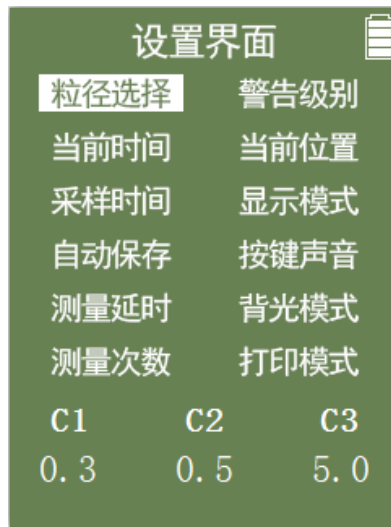 设置界面
粒径选择 警告级别
当前时间 当前位置
采样时间 显示模式
自动保存 按键声音
测量延时 背光模式
测量次数 打印模式
C1 C2 C3
0.3 0.5 5.0